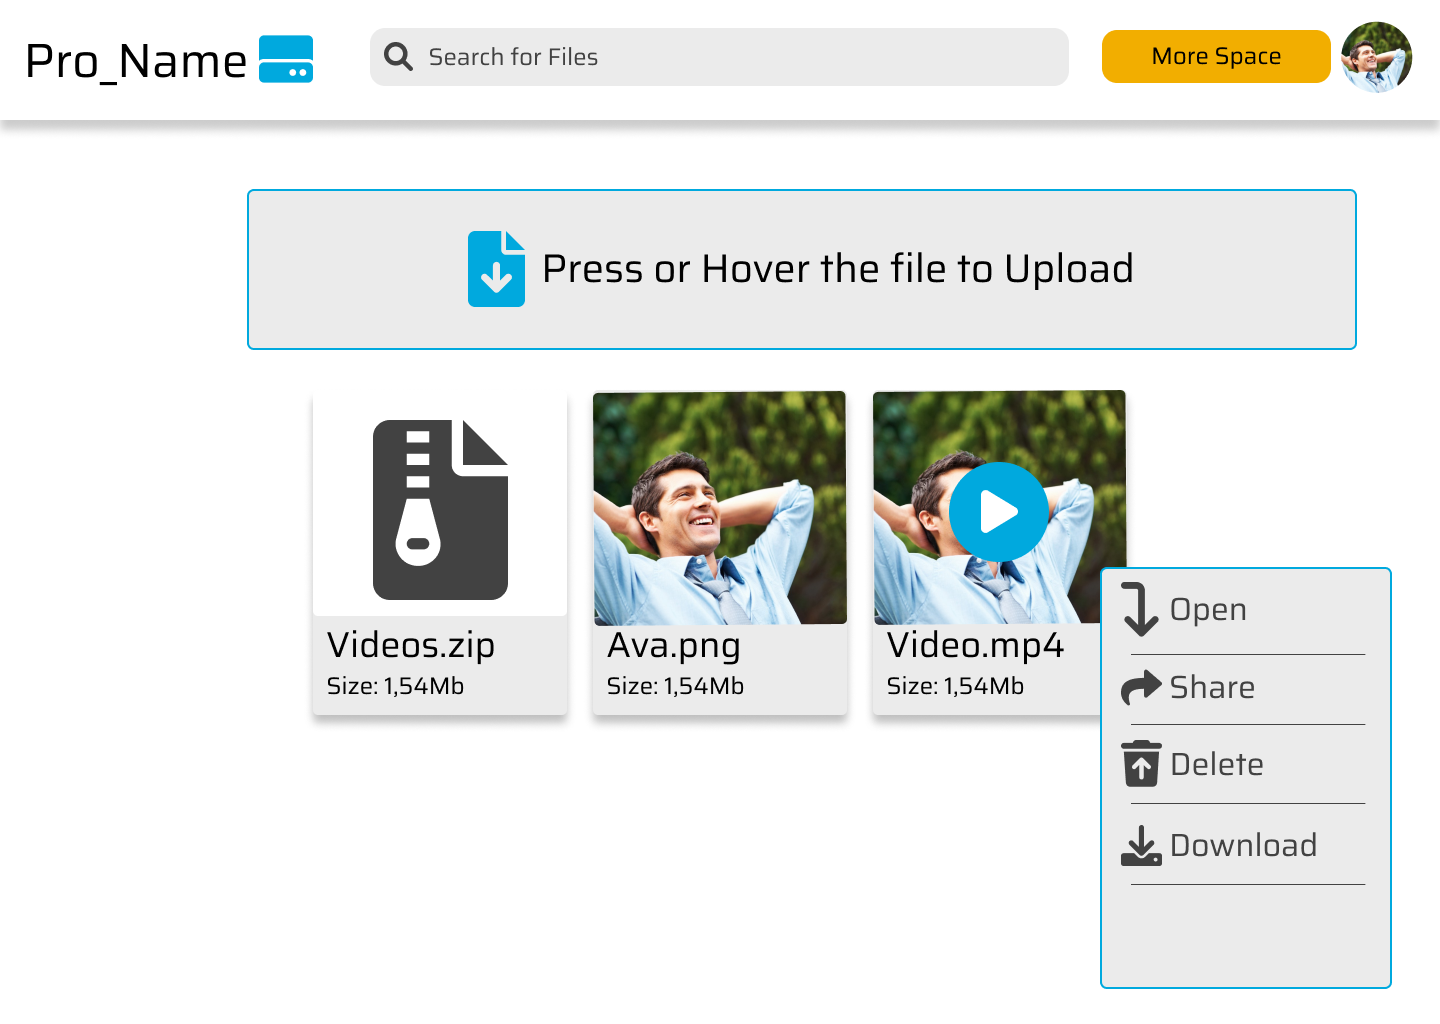 Pro_Name
Search for Files
More Space
Press or Hover the file to Upload
Videos.zip
Size: 1,54Mb
Ava.png
Size: 1,54Mb
Video.mp4
Size: 1,54Mb
Open
Share
Delete
Download